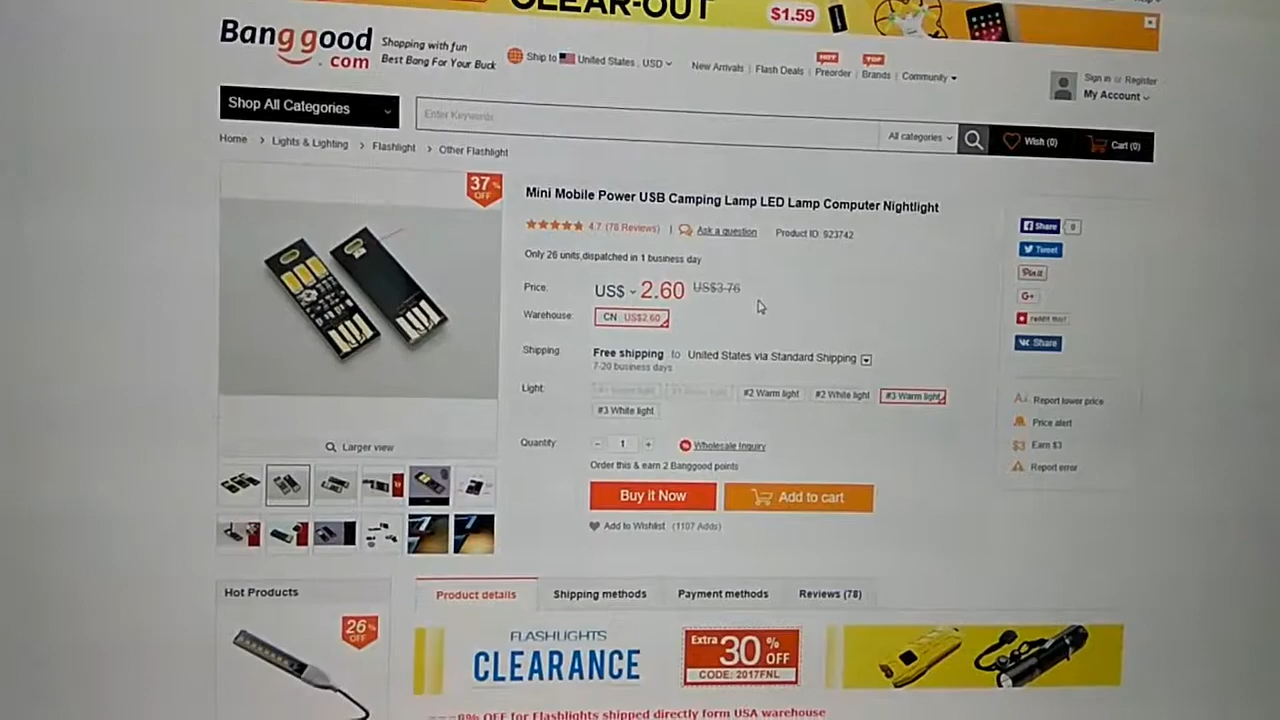 CLEAR-OUT
$1.59
Banggood
.com
Shopping with fun
Best Bang For Your Buck
Ship to United States , USD
New Arrivals | Flash Deals | Preorder | Brands | Community
HOT
TOP
Sign in or Register
My Account
Shop All Categories
Enter Keywords
All categories
Wish (0)
Cart (0)
Home > Lights & Lighting > Flashlight > Other Flashlight
37%
OFF
Mini Mobile Power USB Camping Lamp LED Lamp Computer Nightlight
4.7 (78 Reviews) | Ask a question Product ID: 923742
Only 26 units,dispatched in 1 business day
Price: US$ 2.60 US$3.76
Warehouse: CN US$2.60
Shipping: Free shipping to United States via Standard Shipping
7-20 business days
Light: #2 Warm light #2 White light #3 Warm light
#3 White light
Quantity: - 1 + Wholesale Inquiry
Order this & earn 2 Banggood points
Buy it Now
Add to cart
Add to Wishlist (1107 Adds)
Larger view
Share 0
Tweet
Pin it
G+
reddit this!
Share
Report lower price
Price alert
$3 Earn $3
Report error
Hot Products
26%
OFF
Product details Shipping methods Payment methods Reviews (78)
FLASHLIGHTS
CLEARANCE
Extra 30% OFF
CODE: 2017FNL
OFF for Flashlights shipped directly form USA warehouse